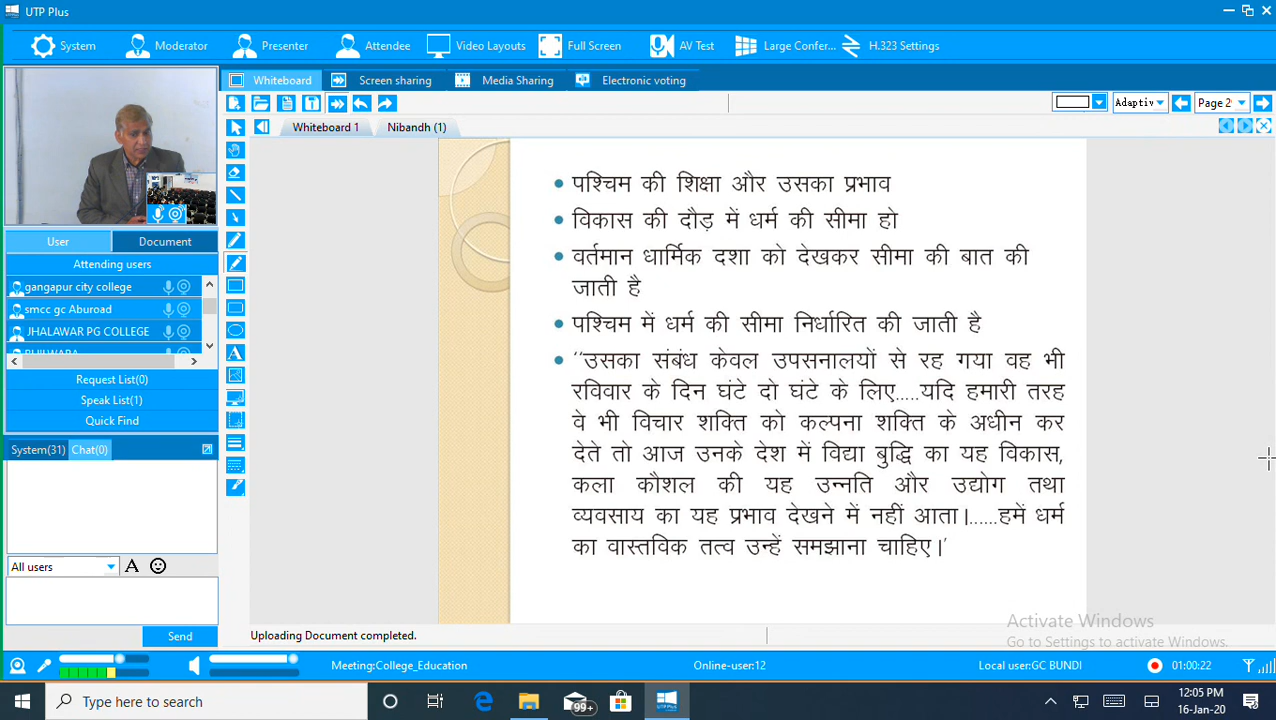 UTP Plus
System
Moderator
Presenter
Attendee
Video Layouts
Full Screen
AV Test
Large Confer...
H.323 Settings
Whiteboard
Screen sharing
Media Sharing
Electronic voting
Adaptiv
Page 2
Whiteboard 1
Nibandh (1)
User
Document
Attending users
gangapur city college
smcc gc Aburoad
JHALAWAR PG COLLEGE
Request List(0)
Speak List(1)
Quick Find
System(31)
Chat(0)
All users
A
Send
• पश्चिम की शिक्षा और उसका प्रभाव
• विकास की दौड़ में धर्म की सीमा हो
• वर्तमान धार्मिक दशा को देखकर सीमा की बात की
जाती है
• पश्चिम में धर्म की सीमा निर्धारित की जाती है
• ‘‘उसका संबंध केवल उपसनालयों से रह गया वह भी
रविवार के दिन घंटे दो घंटे के लिए.....यदि हमारी तरह
वे भी विचार शक्ति को कल्पना शक्ति के अधीन कर
देते तो आज उनके देश में विद्या बुद्धि का यह विकास,
कला कौशल की यह उन्नति और उद्योग तथा
व्यवसाय का यह प्रभाव देखने में नहीं आता।......हमें धर्म
का वास्तविक तत्व उन्हें समझाना चाहिए।’
Activate Windows
Go to Settings to activate Windows.
Uploading Document completed.
Meeting:College_Education
Online-user:12
Local user:GC BUNDI
01:00:22
Type here to search
99+
12:05 PM
16-Jan-20